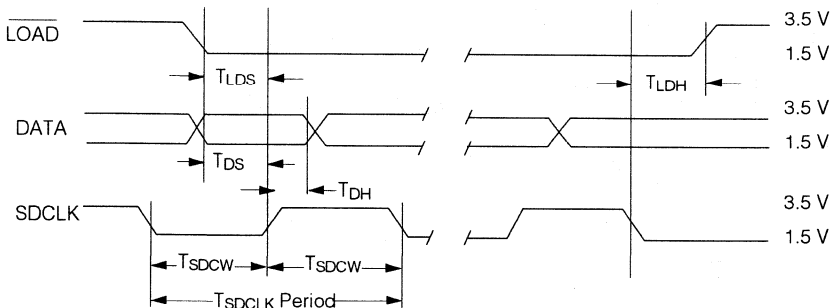 LOAD
3.5 V
1.5 V
TLDS
TLDH
DATA
3.5 V
1.5 V
TDS
TDH
SDCLK
3.5 V
1.5 V
TSDCW
TSDCW
TSDCLK Period